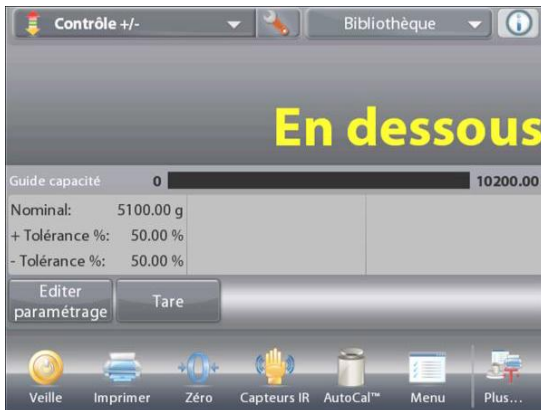 Contrôle +/-
Bibliothèque
En dessous
Guide capacité 0 10200.00
Nominal: 5100.00 g
+ Tolérance %: 50.00 %
- Tolérance %: 50.00 %
Editer paramétrage
Tare
Veille Imprimer Zéro Capteurs IR AutoCal™ Menu Plus...